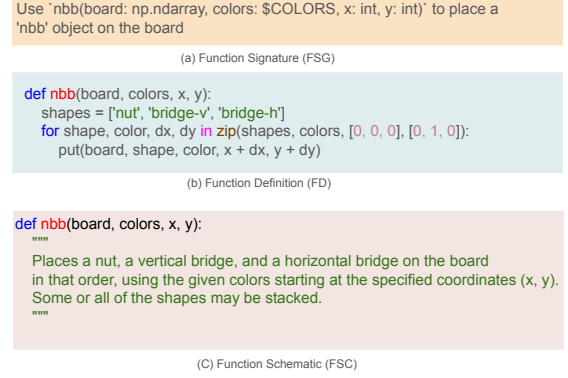 Use `nbb(board: np.ndarray, colors: $COLORS, x: int, y: int)` to place a
'nbb' object on the board
(a) Function Signature (FSG)
def nbb(board, colors, x, y):
shapes = ['nut', 'bridge-v', 'bridge-h']
for shape, color, dx, dy in zip(shapes, colors, [0, 0, 0], [0, 1, 0]):
put(board, shape, color, x + dx, y + dy)
(b) Function Definition (FD)
def nbb(board, colors, x, y):
"""
Places a nut, a vertical bridge, and a horizontal bridge on the board
in that order, using the given colors starting at the specified coordinates (x, y).
Some or all of the shapes may be stacked.
"""
(C) Function Schematic (FSC)